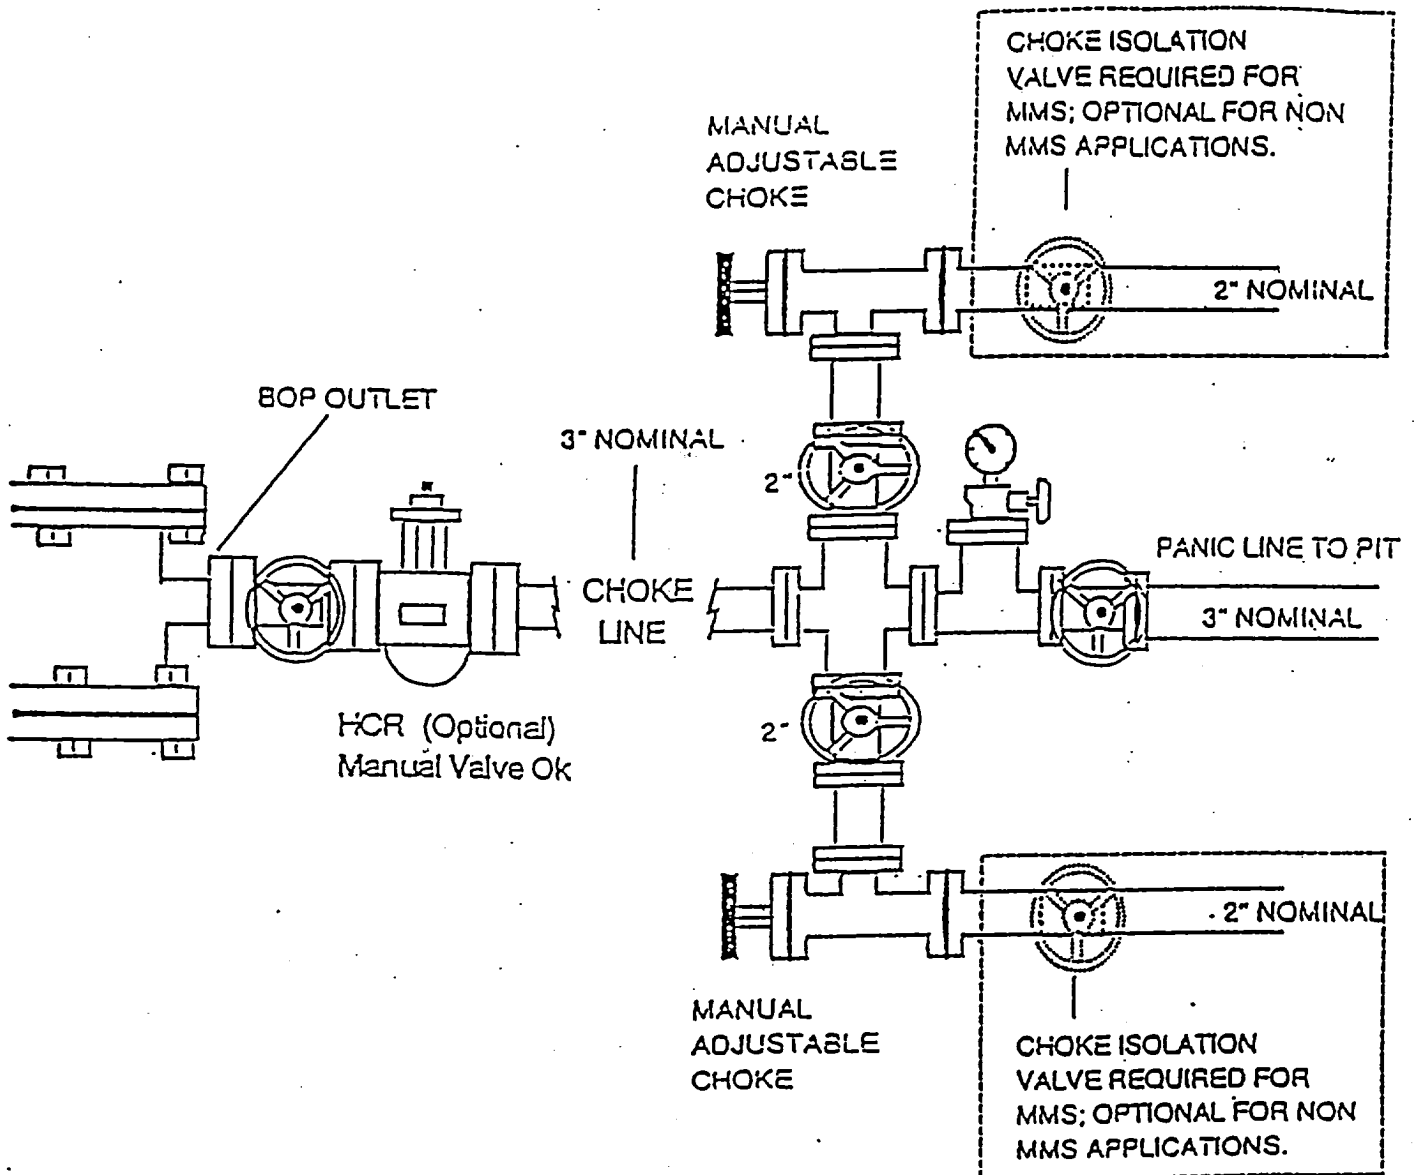 CHOKE ISOLATION
VALVE REQUIRED FOR
MMS; OPTIONAL FOR NON
MMS APPLICATIONS.
MANUAL
ADJUSTABLE
CHOKE
2" NOMINAL
BOP OUTLET
3" NOMINAL
2"
PANIC LINE TO PIT
CHOKE
LINE
3" NOMINAL
HCR (Optional)
Manual Valve Ok
2"
2" NOMINAL
MANUAL
ADJUSTABLE
CHOKE
CHOKE ISOLATION
VALVE REQUIRED FOR
MMS; OPTIONAL FOR NON
MMS APPLICATIONS.